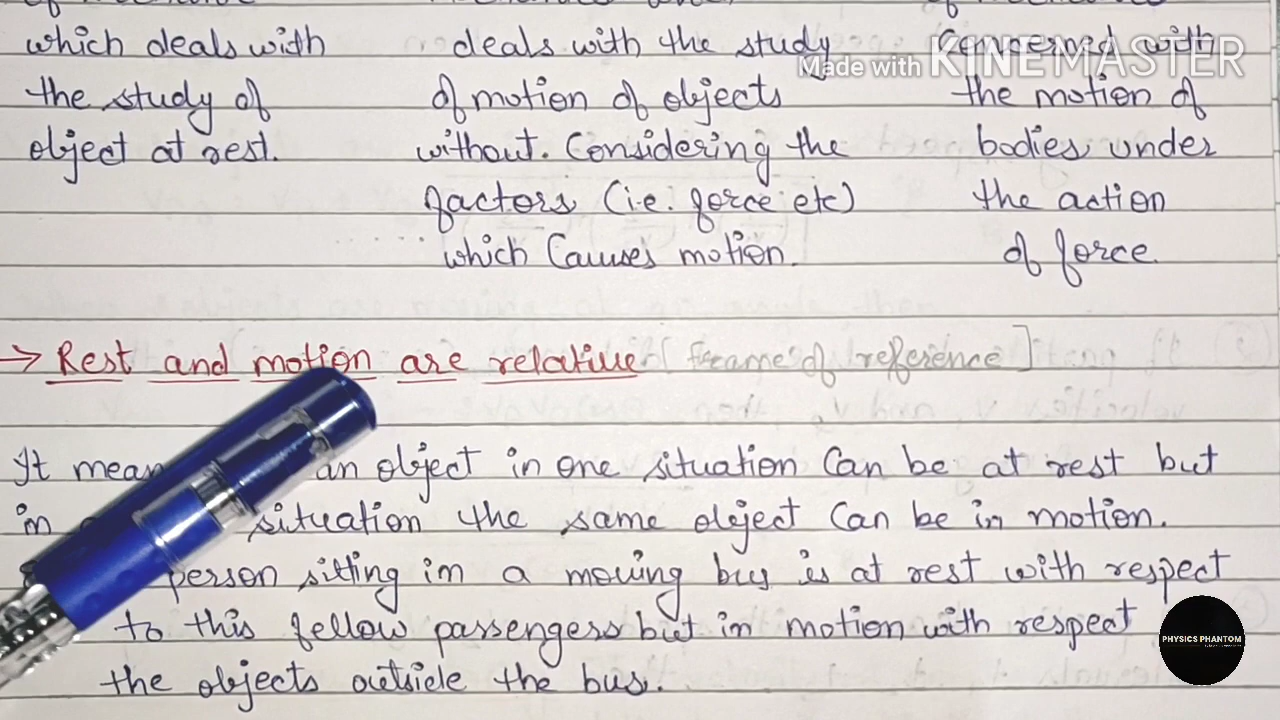 which deals with
the study of
object at rest.
deals with the study
of motion of objects
without. Considering the
factors (i.e. force etc)
which Causes motion.
Concerned with
the motion of
bodies under
the action
of force.
Made with KINEMASTER
→ Rest and motion are relative [Frame of reference]
It mean an object in one situation Can be at rest but
in situation the same object Can be in motion.
person sitting in a moving bus is at rest with respect
to this fellow passengers but in motion with respect
the objects outside the bus.
PHYSICS PHANTOM